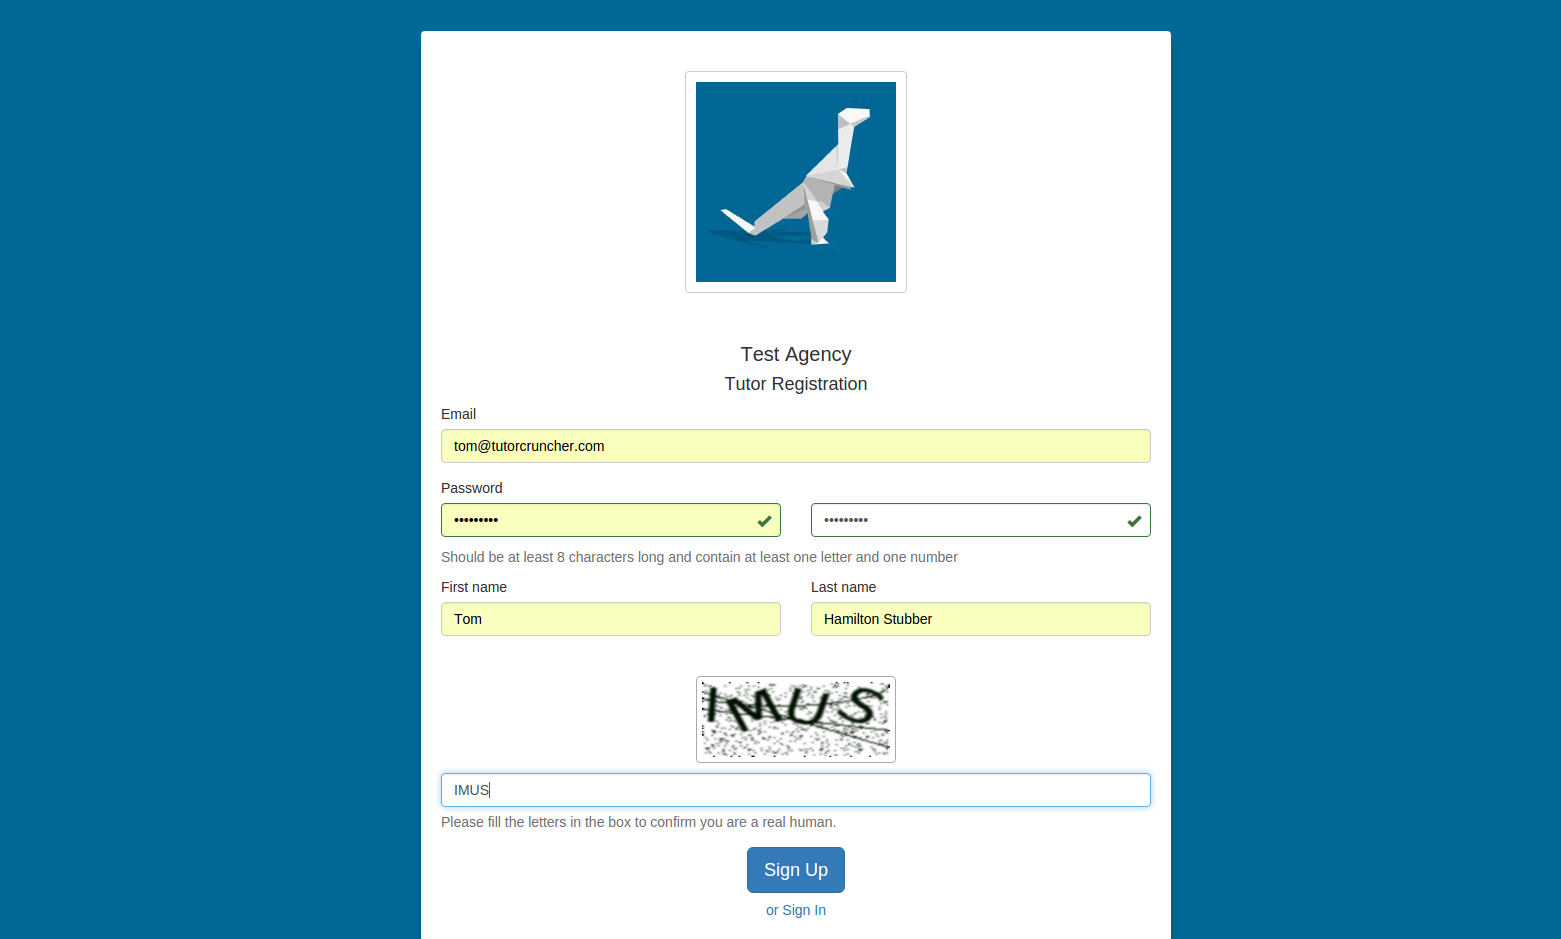 Test Agency
Tutor Registration
Email
tom@tutorcruncher.com
Password
••••••••• •••••••••
Should be at least 8 characters long and contain at least one letter and one number
First name Last name
Tom Hamilton Stubber
IMUS
IMUS
Please fill the letters in the box to confirm you are a real human.
Sign Up
or Sign In